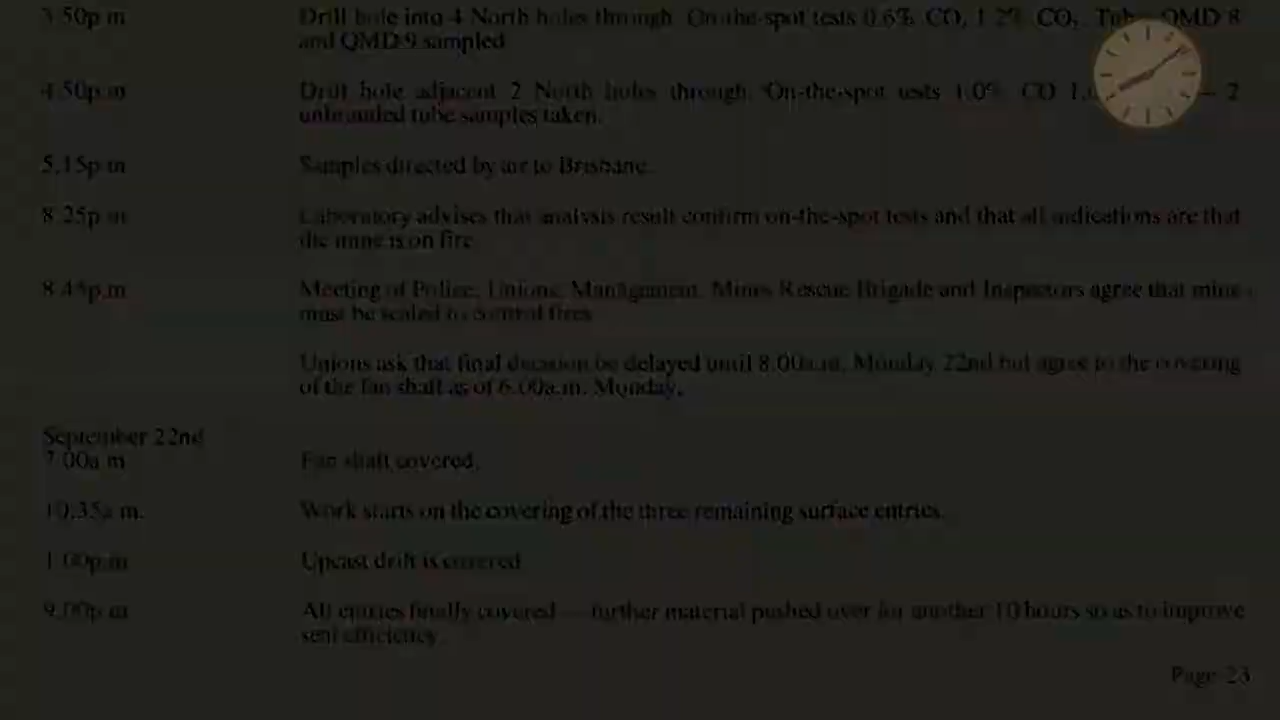 3.50p.m. Drill hole into 4 North holes through. On-the-spot tests 0.6% CO, 1.2% CO₂. Tubes QMD 8
and QMD 9 sampled.
4.50p.m. Drill hole adjacent 2 North holes through. On-the-spot tests 1.0% CO — 2
unbranded tube samples taken.
5.15p.m. Samples directed by air to Brisbane.
8.25p.m. Laboratory advises that analysis result confirm on-the-spot tests and that all indications are that
the mine is on fire.
8.45p.m. Meeting of Police, Unions, Management, Mines Rescue Brigade and Inspectors agree that mine
must be sealed to control fires.
Unions ask that final decision be delayed until 8.00a.m. Monday 22nd but agree to the covering
of the fan shaft as of 6.00a.m. Monday.
September 22nd
7.00a.m. Fan shaft covered.
10.35a.m. Work starts on the covering of the three remaining surface entries.
1.00p.m. Upcast drift is covered.
9.00p.m. All entries finally covered — further material pushed over for another 10 hours so as to improve
seal efficiency.
Page 23